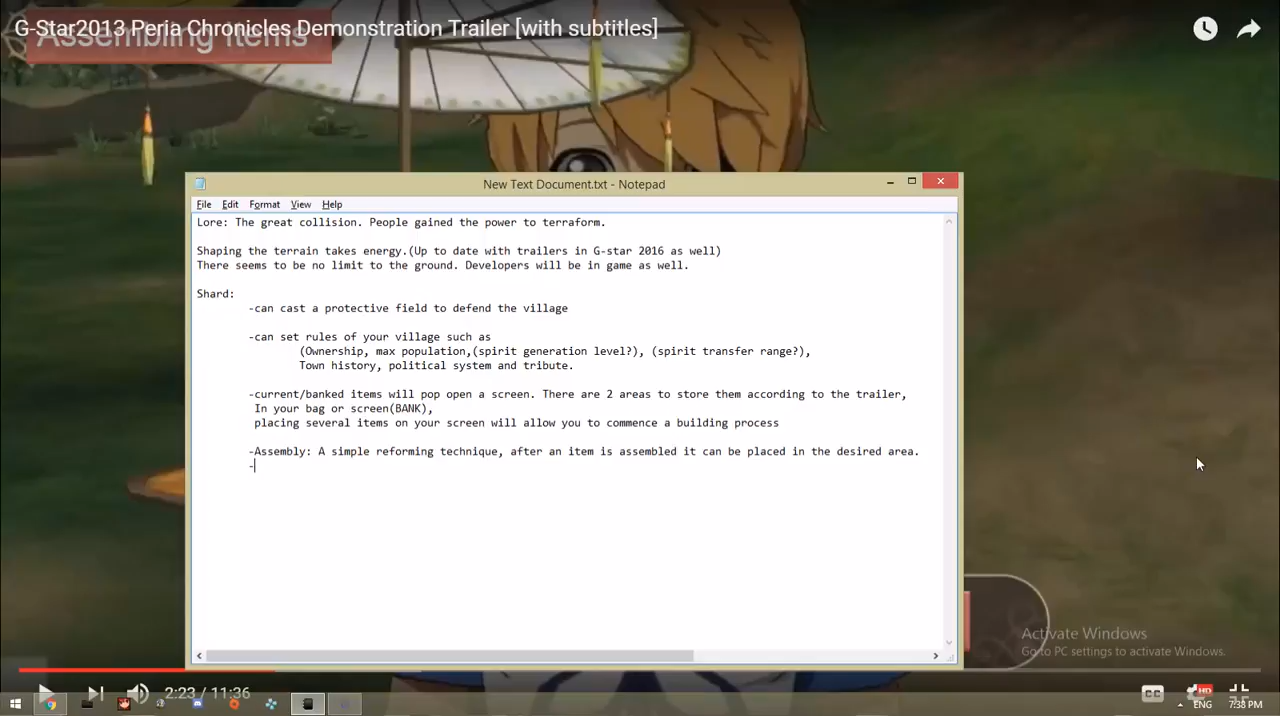 G-Star2013 Peria Chronicles Demonstration Trailer [with subtitles]
Assembling Items
New Text Document.txt - Notepad
File Edit Format View Help
Lore: The great collision. People gained the power to terraform.
Shaping the terrain takes energy.(Up to date with trailers in G-star 2016 as well)
There seems to be no limit to the ground. Developers will be in game as well.
Shard:
-can cast a protective field to defend the village
-can set rules of your village such as
(Ownership, max population,(spirit generation level?), (spirit transfer range?),
Town history, political system and tribute.
-current/banked items will pop open a screen. There are 2 areas to store them according to the trailer,
In your bag or screen(BANK),
placing several items on your screen will allow you to commence a building process
-Assembly: A simple reforming technique, after an item is assembled it can be placed in the desired area.
-
Activate Windows
Go to PC settings to activate Windows.
2:23 / 11:36
CC
HD
ENG
7:38 PM